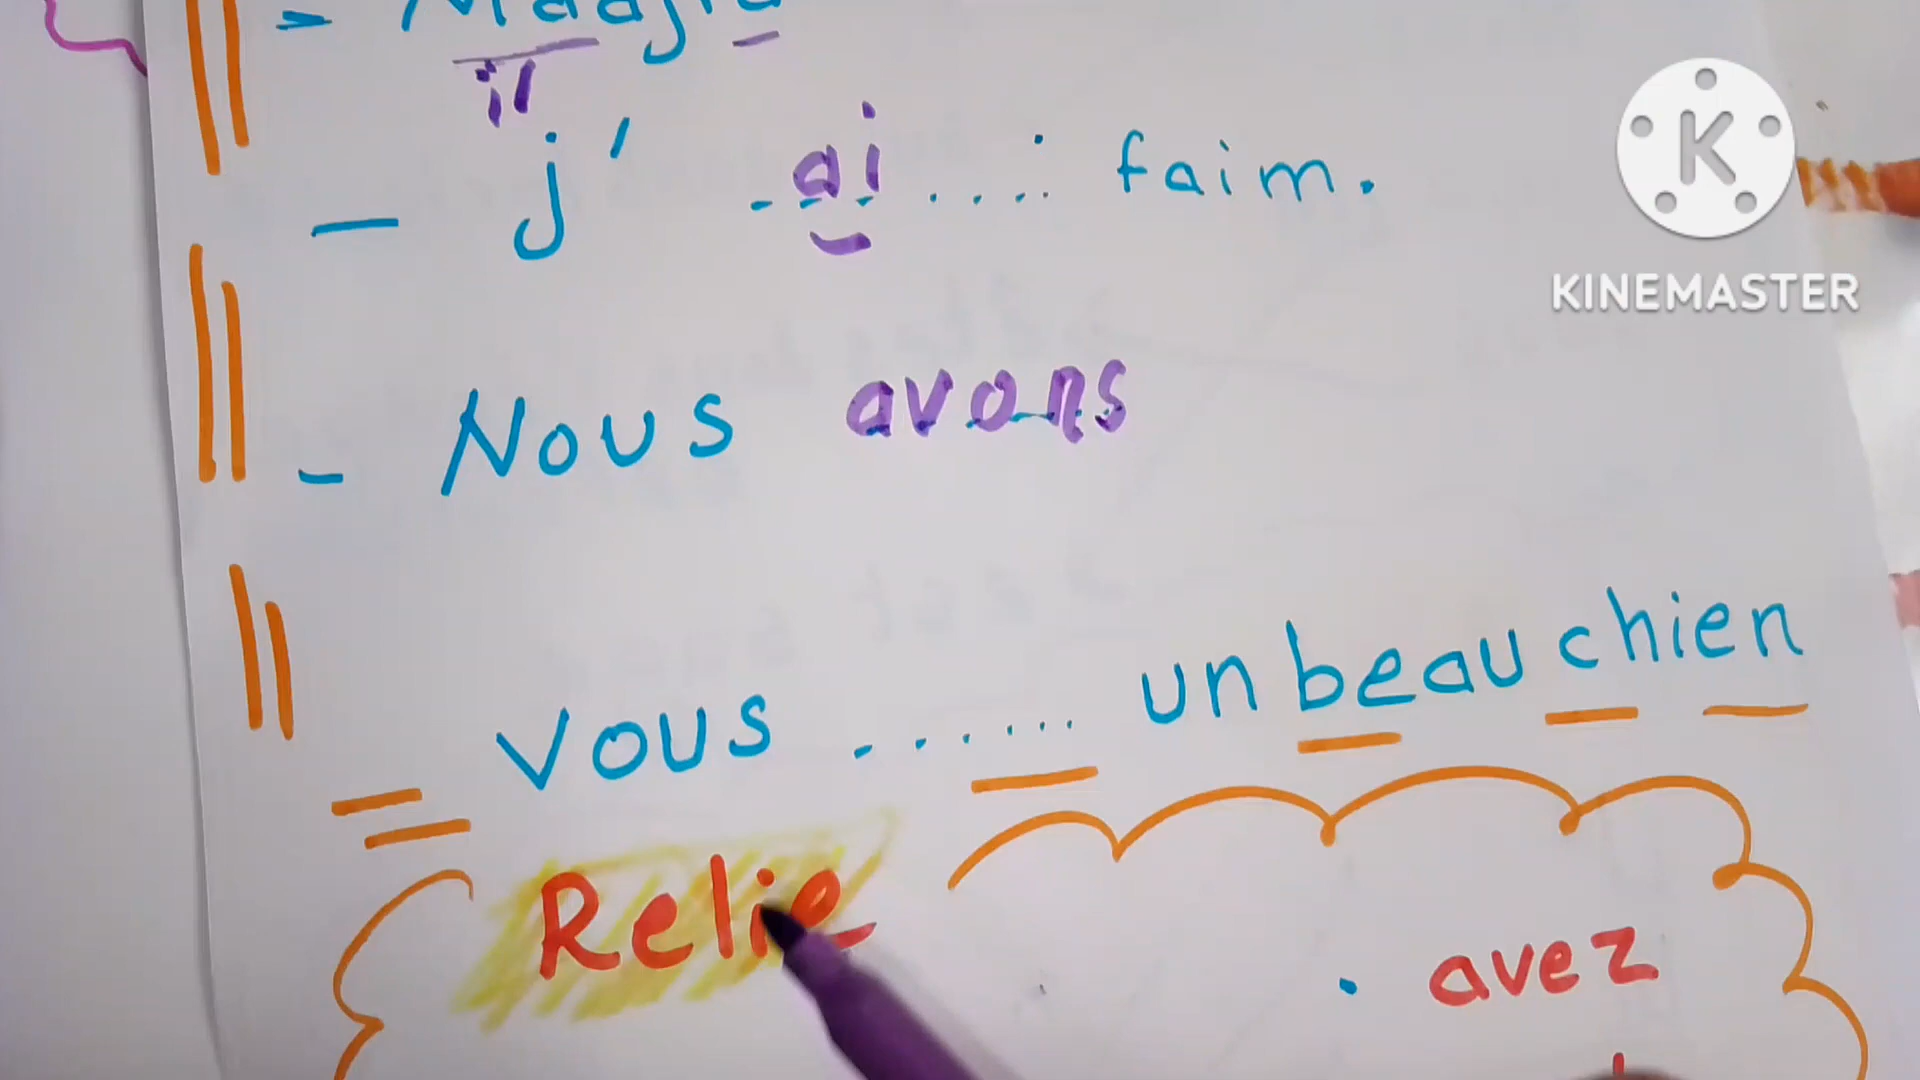 il
- j' ai ..... faim.
KINEMASTER
- Nous avons
Vous ....... un beau chien
Relie
. avez